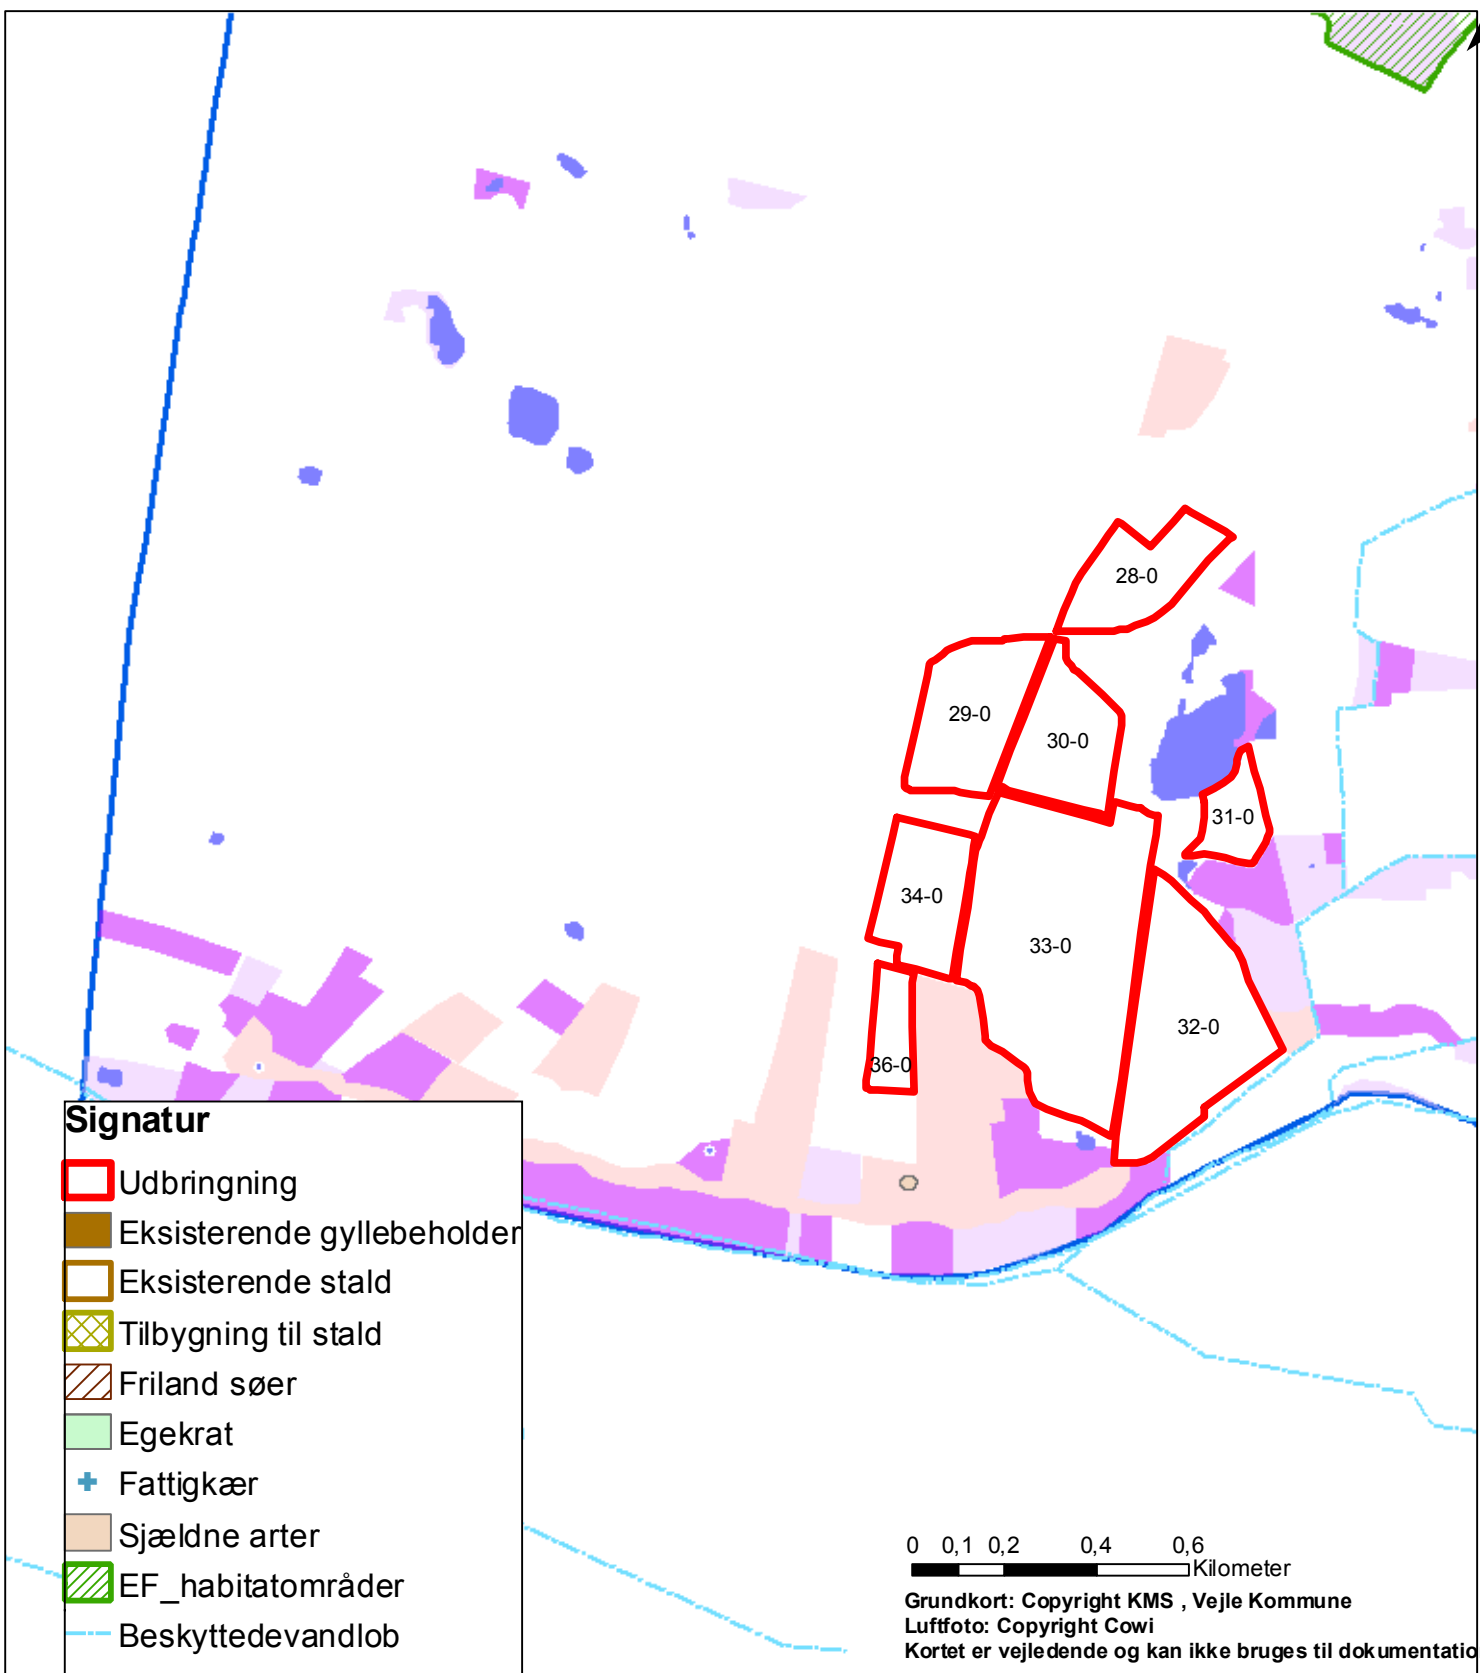 28-0
29-0
30-0
31-0
34-0
33-0
32-0
36-0
Signatur
Udbringning
Eksisterende gyllebeholder
Eksisterende stald
Tilbygning til stald
Friland søer
Egekrat
Fattigkær
Sjældne arter
EF_habitatområder
Beskyttedevandlob
0 0,1 0,2 0,4 0,6
Kilometer
Grundkort: Copyright KMS , Vejle Kommune
Luftfoto: Copyright Cowi
Kortet er vejledende og kan ikke bruges til dokumentatio